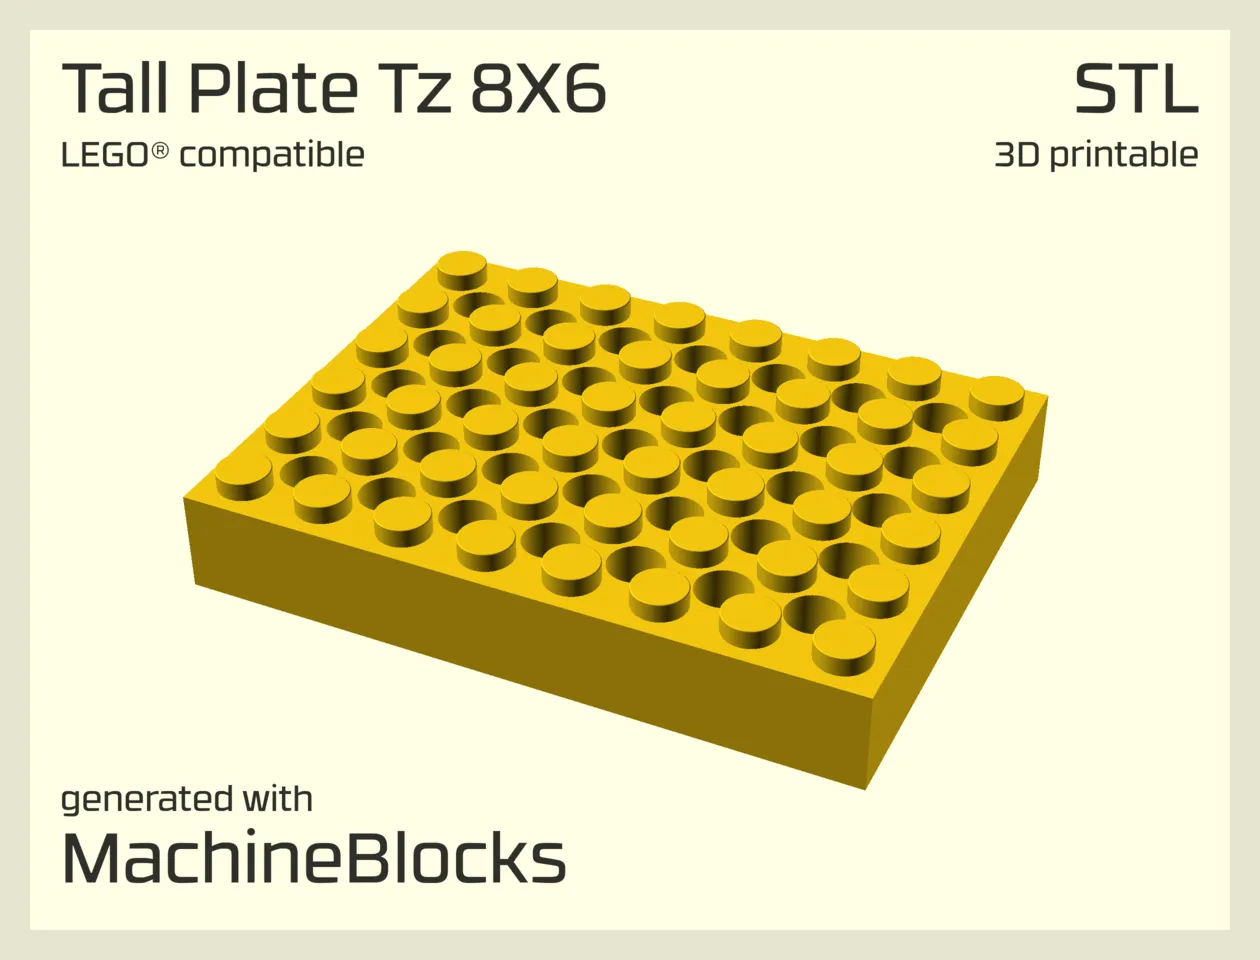 Tall Plate Tz 8X6
LEGO® compatible
STL
3D printable
generated with
MachineBlocks